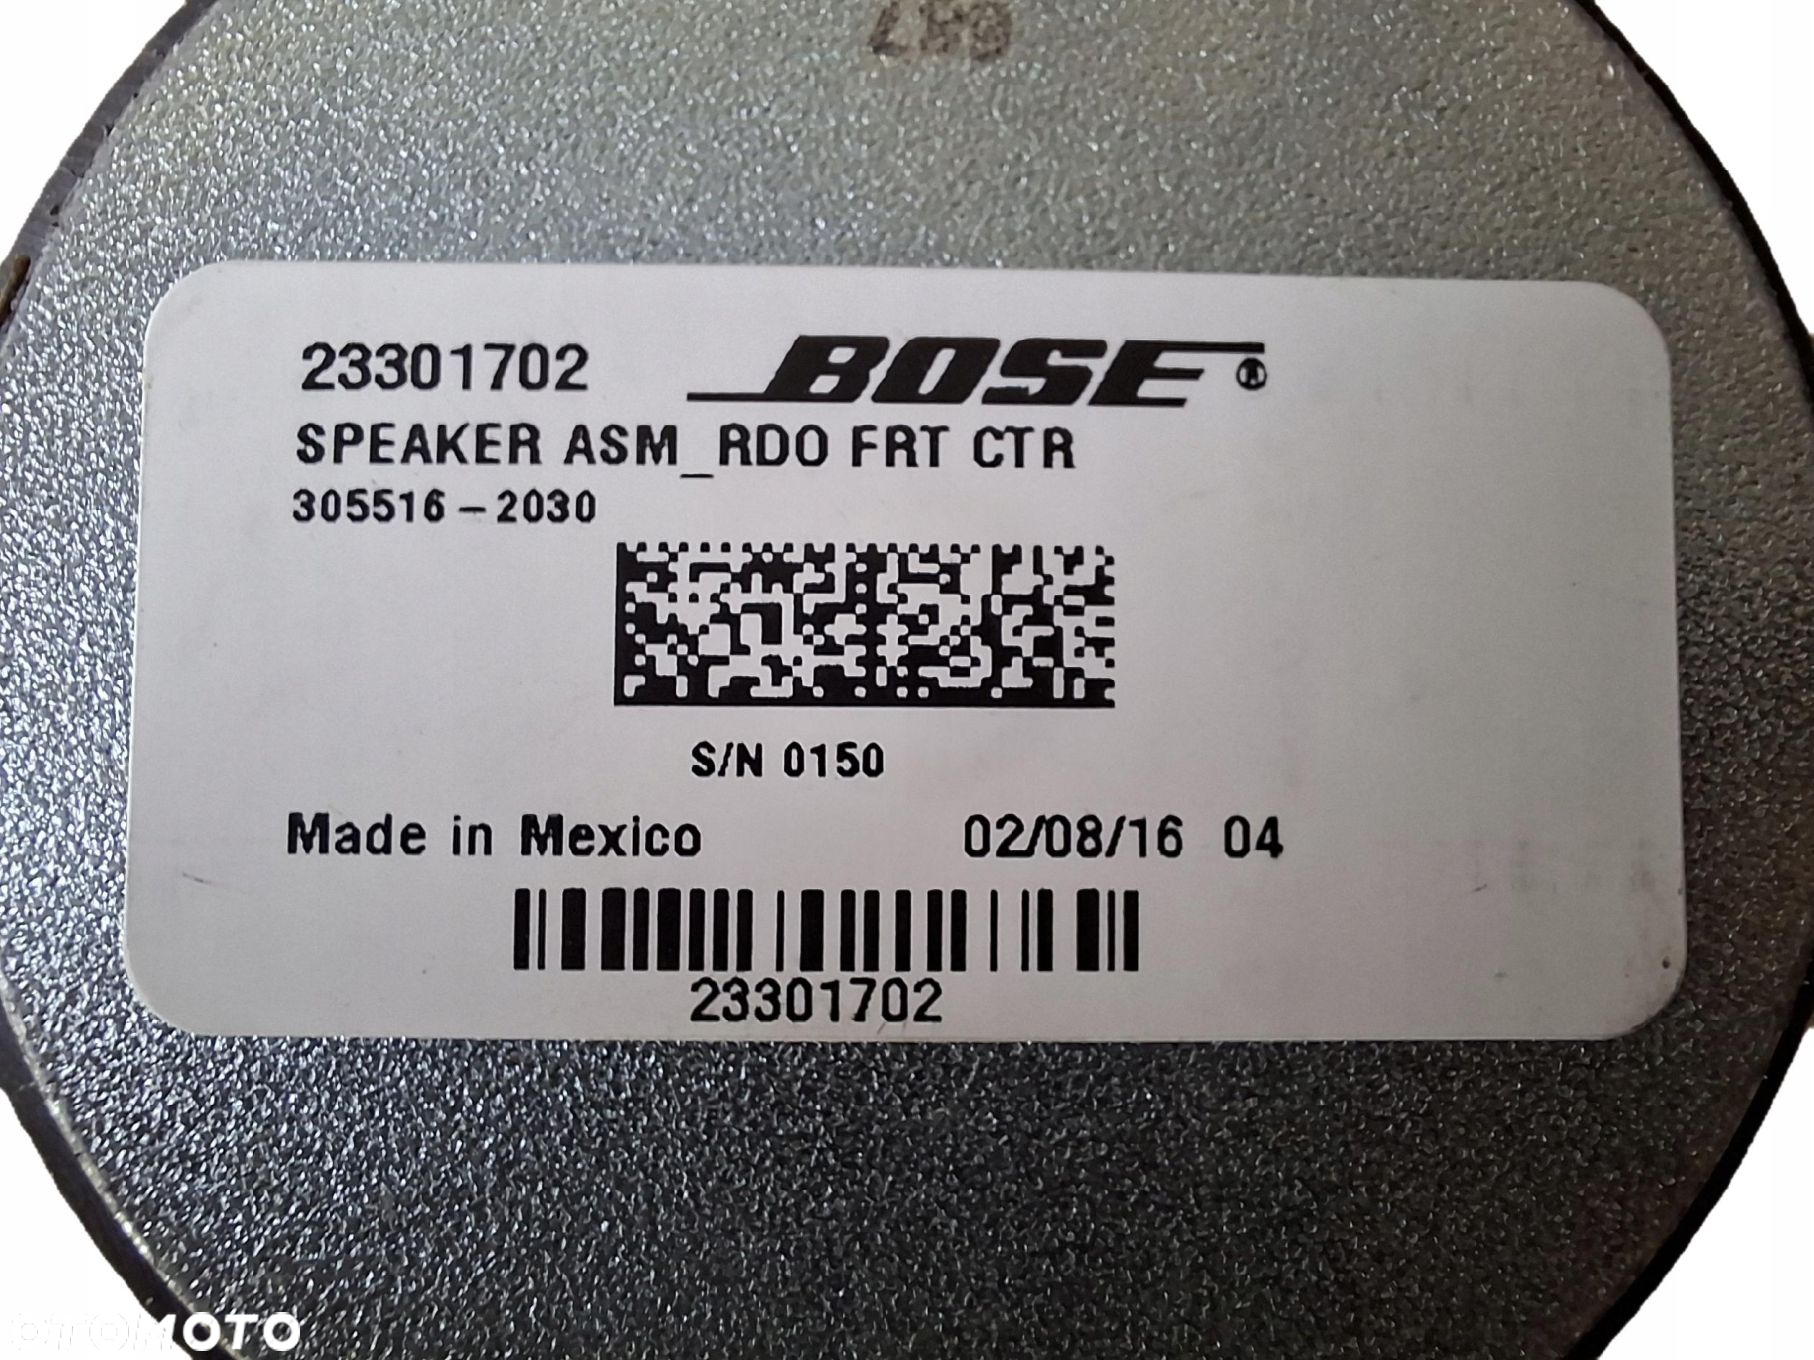 23301702 BOSE®
SPEAKER ASM_RDO FRT CTR
305516-2030
S/N 0150
Made in Mexico 02/08/16 04
23301702
OTOMOTO